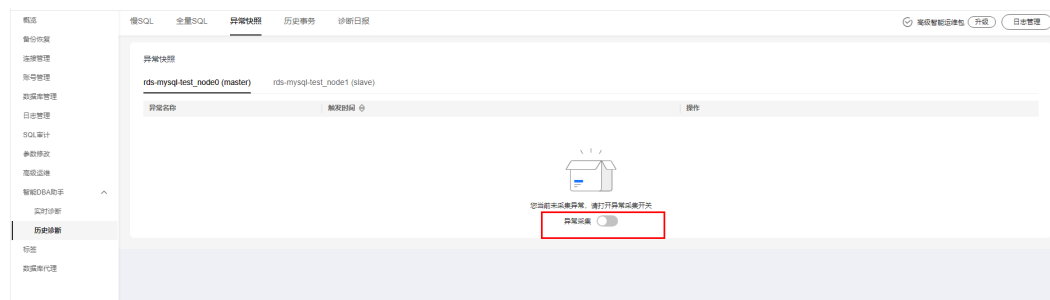 概览
备份恢复
连接管理
账号管理
数据库管理
日志管理
SQL审计
参数修改
高级运维
智能DBA助手
实时诊断
历史诊断
标签
数据库代理
慢SQL 全量SQL 异常快照 历史事务 诊断日报
高级智能运维包 升级 日志管理
异常快照
rds-mysql-test_node0 (master) rds-mysql-test_node1 (slave)
异常名称 触发时间 操作
您当前未采集异常，请打开异常采集开关
异常采集